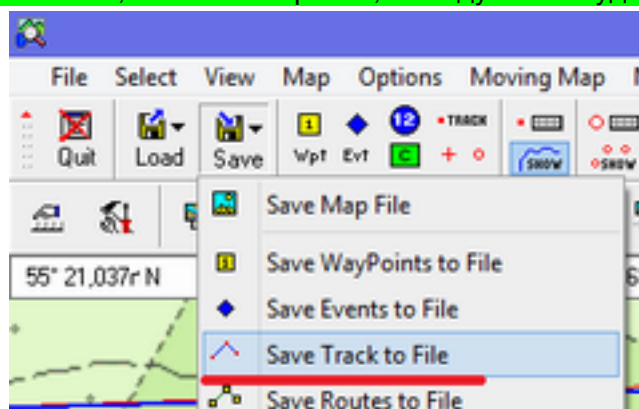 File Select View Map Options Moving Map
Quit Load Save Wpt Evt 12 C TRACK SHOW SHOW
Save Map File
Save WayPoints to File
55° 21,037r N
Save Events to File
Save Track to File
Save Routes to File